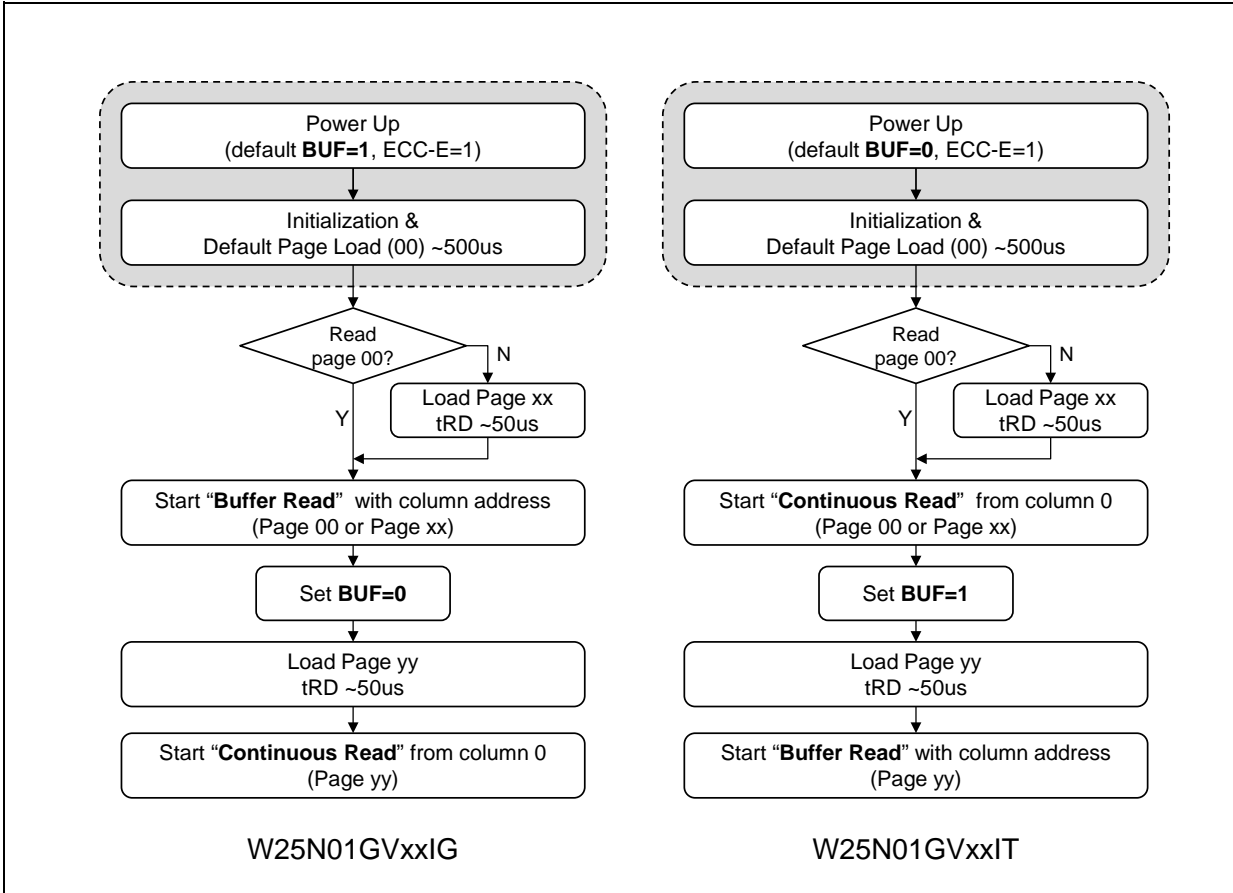 Power Up
(default BUF=1, ECC-E=1)
Initialization &
Default Page Load (00) ~500us
Read
page 00?
N
Load Page xx
tRD ~50us
Y
Start “Buffer Read” with column address
(Page 00 or Page xx)
Set BUF=0
Load Page yy
tRD ~50us
Start “Continuous Read” from column 0
(Page yy)
W25N01GVxxIG
Power Up
(default BUF=0, ECC-E=1)
Initialization &
Default Page Load (00) ~500us
Read
page 00?
N
Load Page xx
tRD ~50us
Y
Start “Continuous Read” from column 0
(Page 00 or Page xx)
Set BUF=1
Load Page yy
tRD ~50us
Start “Buffer Read” with column address
(Page yy)
W25N01GVxxIT